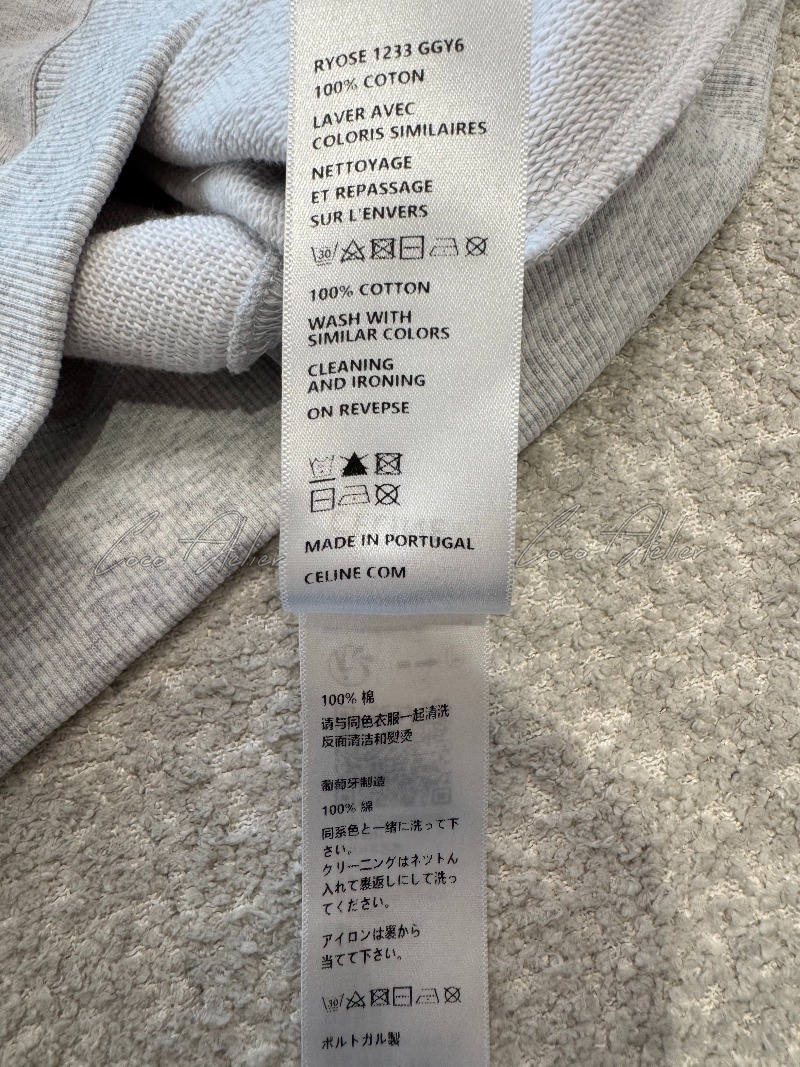 RYOSE 1233 GGY6
100% COTON
LAVER AVEC
COLORIS SIMILAIRES
NETTOYAGE
ET REPASSAGE
SUR L'ENVERS
30
100% COTTON
WASH WITH
SIMILAR COLORS
CLEANING
AND IRONING
ON REVEPSE
MADE IN PORTUGAL
CELINE COM
Coco Atelier
Coco Atelier
100% 棉
请与同色衣服一起清洗
反面清洁和熨烫
葡萄牙制造
100% 綿
同系色と一緒に洗って下
さい。
クリーニングはネットん
入れて裏返しにして洗っ
てください。
アイロンは裏から
当てて下さい。
30
ポルトガル製